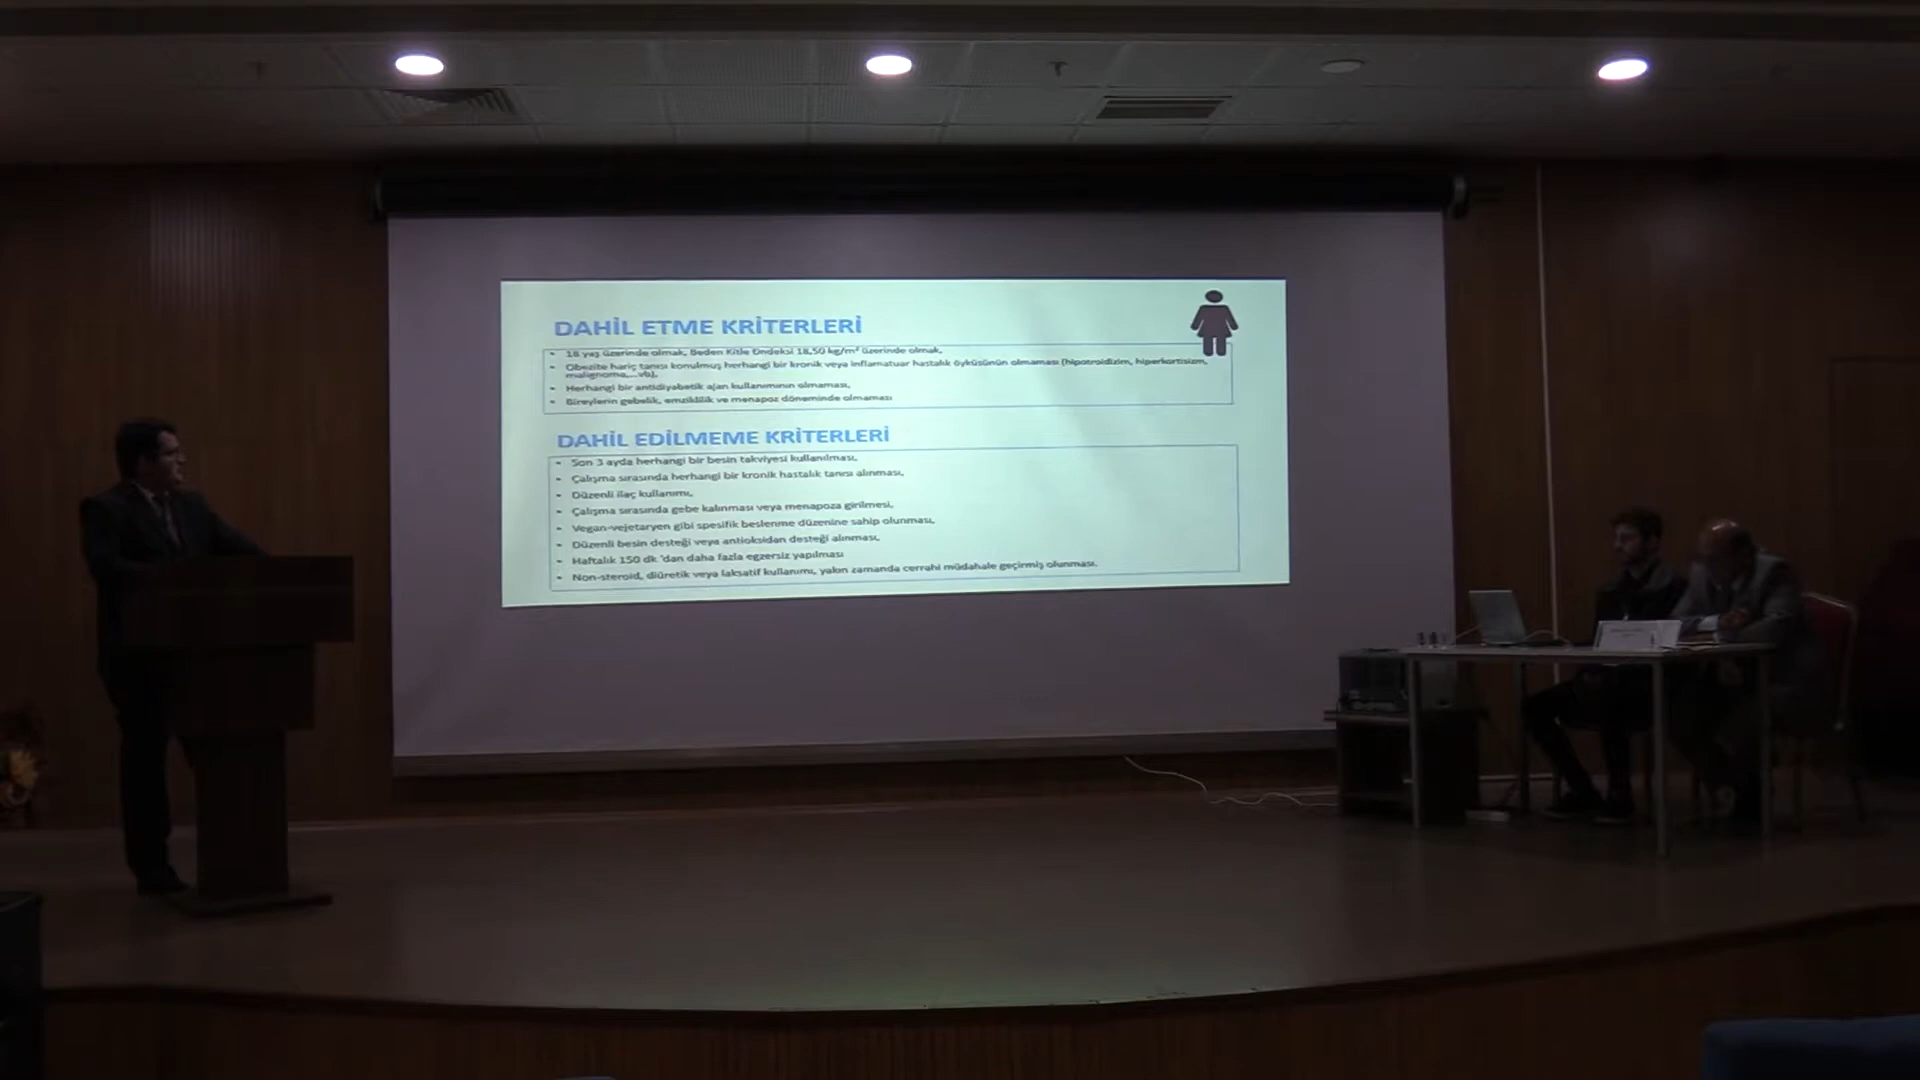 DAHİL ETME KRİTERLERİ
- 18 yaş üzerinde olmak, Beden Kitle Endeksi 18,50 kg/m² üzerinde olmak,
- Obezite hariç tanısı konulmuş herhangi bir kronik veya inflamatuar hastalık öyküsünün olmaması (hipotroidizim, hiperkortisizm,
malignoma,...vb),
- Herhangi bir antidiyabetik ajan kullanımının olmaması,
- Bireylerin gebelik, emziklilik ve menapoz döneminde olmaması
DAHİL EDİLMEME KRİTERLERİ
- Son 3 ayda herhangi bir besin takviyesi kullanılması,
- Çalışma sırasında herhangi bir kronik hastalık tanısı alınması,
- Düzenli ilaç kullanımı,
- Çalışma sırasında gebe kalınması veya menapoza girilmesi,
- Vegan-vejetaryen gibi spesifik beslenme düzenine sahip olunması,
- Düzenli besin desteği veya antioksidan desteği alınması,
- Haftalık 150 dk 'dan daha fazla egzersiz yapılması
- Non-steroid, diüretik veya laksatif kullanımı, yakın zamanda cerrahi müdahale geçirmiş olunması.